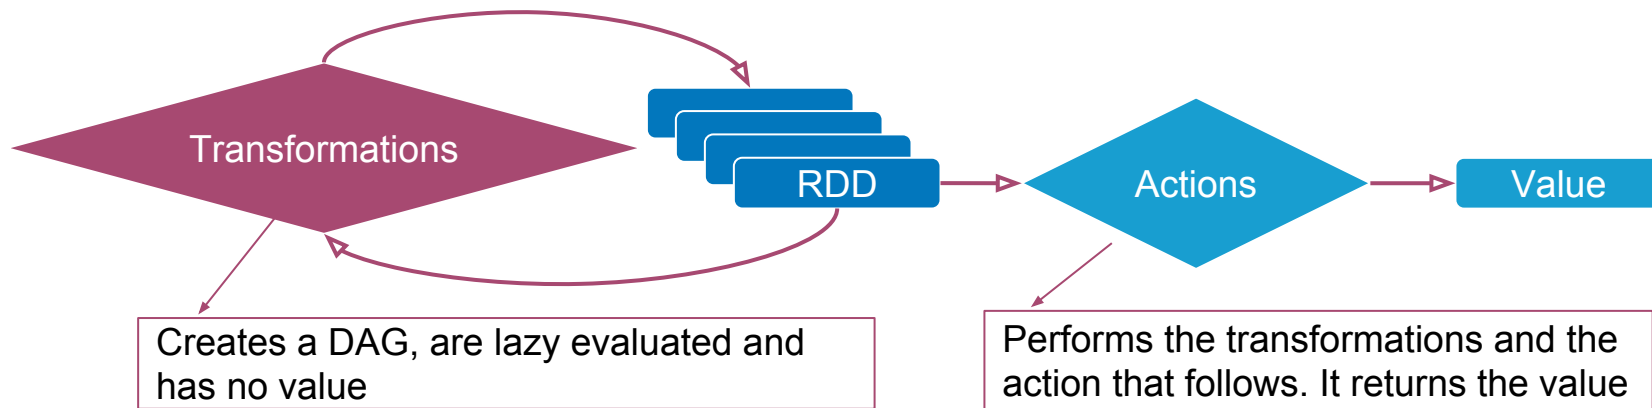 Transformations
RDD
Actions
Value
Creates a DAG, are lazy evaluated and
has no value
Performs the transformations and the
action that follows. It returns the value